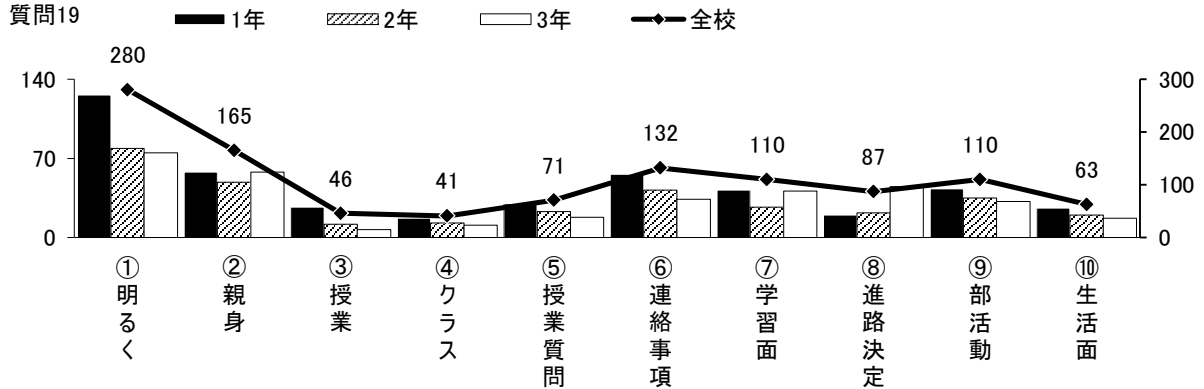 質問19
1年 2年 3年 全校
280 165 46 41 71 132 110 87 110 63
140 300
200
70
100
0 0
① ② ③ ④ ⑤ ⑥ ⑦ ⑧ ⑨ ⑩
明るく
親身
授業
クラス
授業質問
連絡事項
学習面
進路決定
部活動
生活面